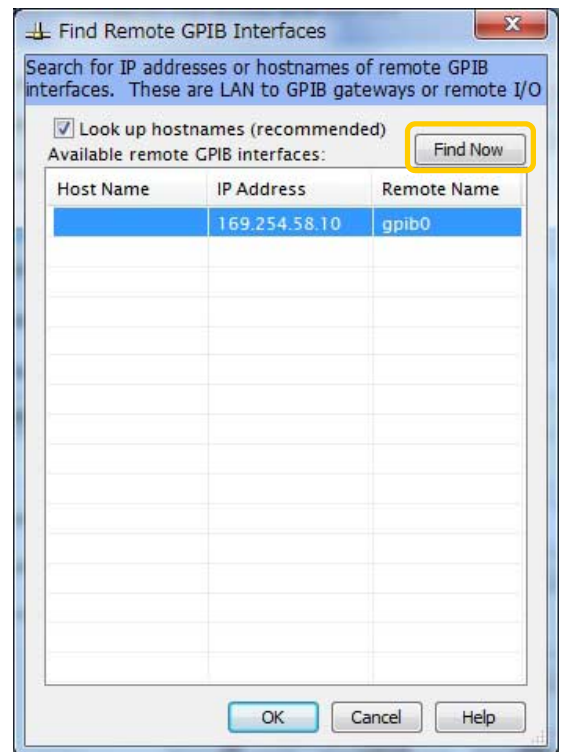 Find Remote GPIB Interfaces
Search for IP addresses or hostnames of remote GPIB
interfaces. These are LAN to GPIB gateways or remote I/O
Look up hostnames (recommended)
Find Now
Available remote GPIB interfaces:
Host Name IP Address Remote Name
169.254.58.10 gpib0
OK Cancel Help